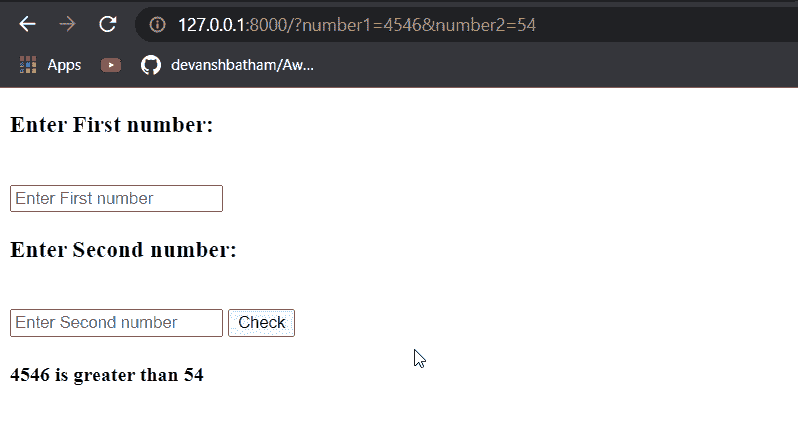 127.0.0.1:8000/?number1=4546&number2=54
Apps devanshbatham/Aw...
Enter First number:
Enter First number
Enter Second number:
Enter Second number Check
4546 is greater than 54